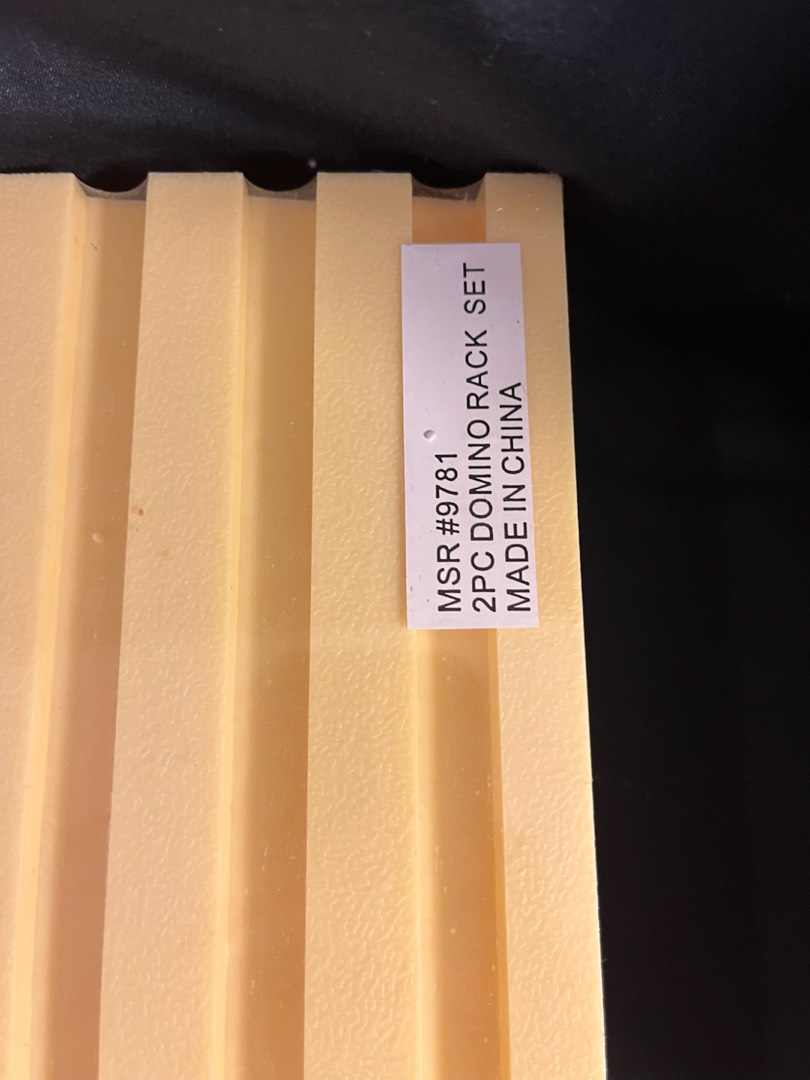 MSR #9781
2PC DOMINO RACK SET
MADE IN CHINA